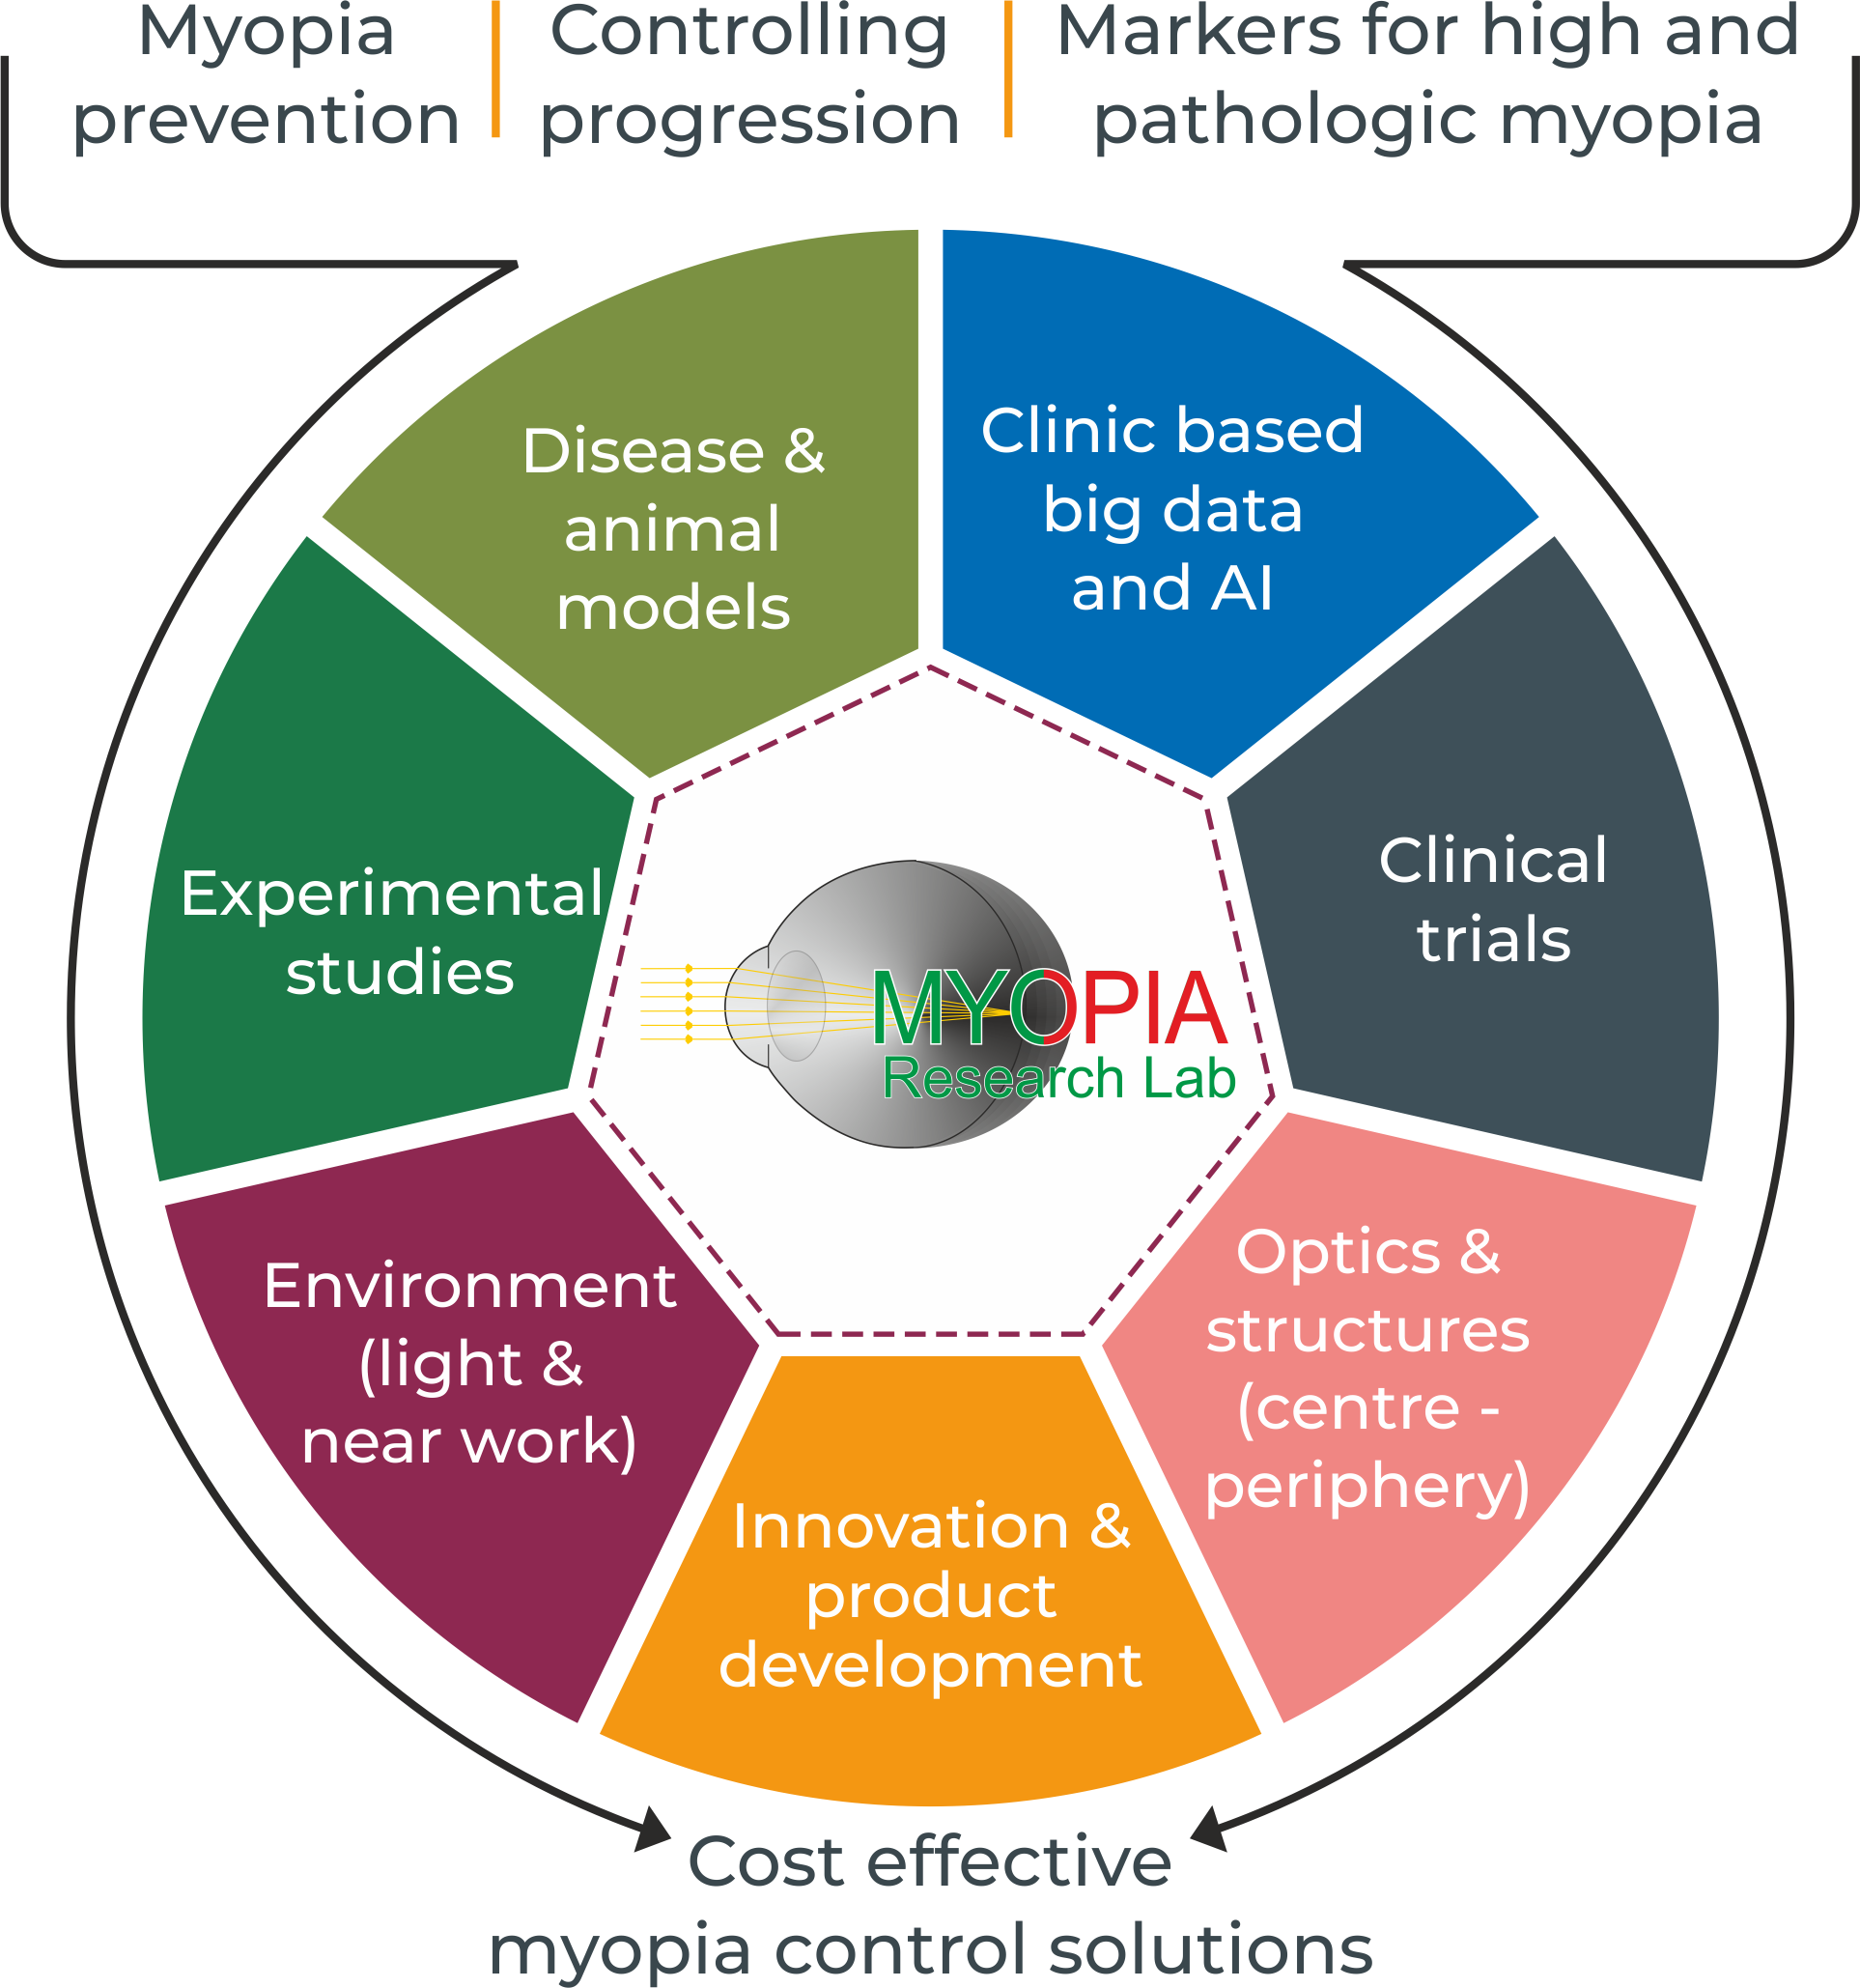 Myopia
prevention
Controlling
progression
Markers for high and
pathologic myopia
Disease &
animal
models
Clinic based
big data
and AI
Experimental
studies
Clinical
trials
MYOPIA
Research Lab
Environment
(light &
near work)
Optics &
structures
(centre -
periphery)
Innovation &
product
development
Cost effective
myopia control solutions